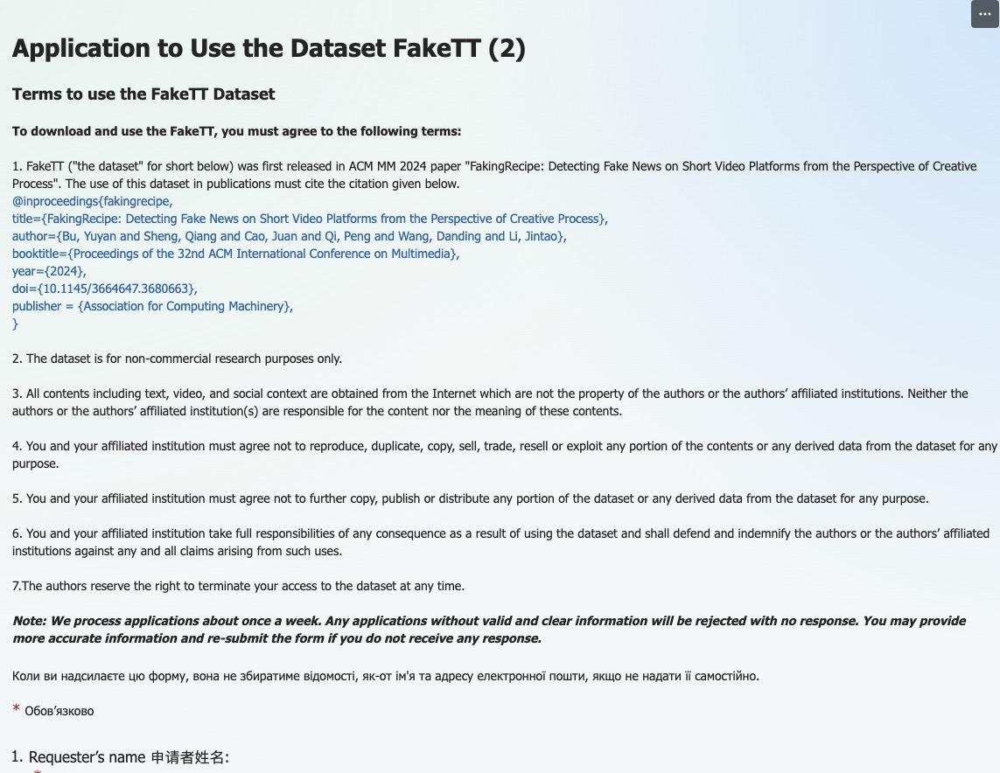 Application to Use the Dataset FakeTT (2)
Terms to use the FakeTT Dataset
To download and use the FakeTT, you must agree to the following terms:
1. FakeTT ("the dataset" for short below) was first released in ACM MM 2024 paper "FakingRecipe: Detecting Fake News on Short Video Platforms from the Perspective of Creative
Process". The use of this dataset in publications must cite the citation given below.
@inproceedings{fakingrecipe,
title={FakingRecipe: Detecting Fake News on Short Video Platforms from the Perspective of Creative Process},
author={Bu, Yuyan and Sheng, Qiang and Cao, Juan and Qi, Peng and Wang, Danding and Li, Jintao},
booktitle={Proceedings of the 32nd ACM International Conference on Multimedia},
year={2024},
doi={10.1145/3664647.3680663},
publisher = {Association for Computing Machinery},
}
2. The dataset is for non-commercial research purposes only.
3. All contents including text, video, and social context are obtained from the Internet which are not the property of the authors or the authors’ affiliated institutions. Neither the
authors or the authors’ affiliated institution(s) are responsible for the content nor the meaning of these contents.
4. You and your affiliated institution must agree not to reproduce, duplicate, copy, sell, trade, resell or exploit any portion of the contents or any derived data from the dataset for any
purpose.
5. You and your affiliated institution must agree not to further copy, publish or distribute any portion of the dataset or any derived data from the dataset for any purpose.
6. You and your affiliated institution take full responsibilities of any consequence as a result of using the dataset and shall defend and indemnify the authors or the authors’ affiliated
institutions against any and all claims arising from such uses.
7.The authors reserve the right to terminate your access to the dataset at any time.
Note: We process applications about once a week. Any applications without valid and clear information will be rejected with no response. You may provide
more accurate information and re-submit the form if you do not receive any response.
Коли ви надсилаєте цю форму, вона не збиратиме відомості, як-от ім'я та адресу електронної пошти, якщо не надати її самостійно.
* Обов’язково
1. Requester’s name 申请者姓名:
*